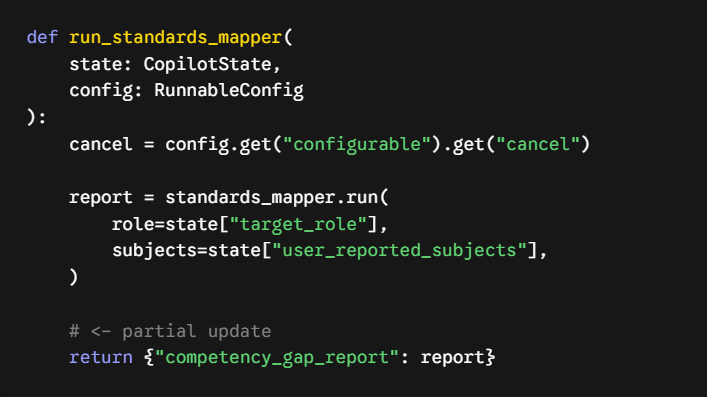 def run_standards_mapper(
    state: CopilotState,
    config: RunnableConfig
):
    cancel = config.get("configurable").get("cancel")

    report = standards_mapper.run(
        role=state["target_role"],
        subjects=state["user_reported_subjects"],
    )

    # <- partial update
    return {"competency_gap_report": report}